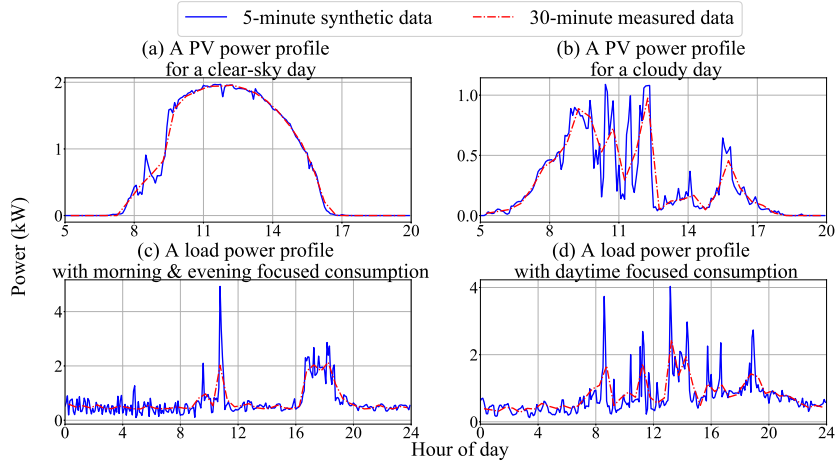 5-minute synthetic data 30-minute measured data
(a) A PV power profile
for a clear-sky day
(b) A PV power profile
for a cloudy day
2
1
0
5 8 11 14 17 20
1.0
0.5
0.0
5 8 11 14 17 20
Power (kW)
(c) A load power profile
with morning & evening focused consumption
(d) A load power profile
with daytime focused consumption
4
2
0
0 4 8 12 16 20 24
4
2
0
0 4 8 12 16 20 24
Hour of day